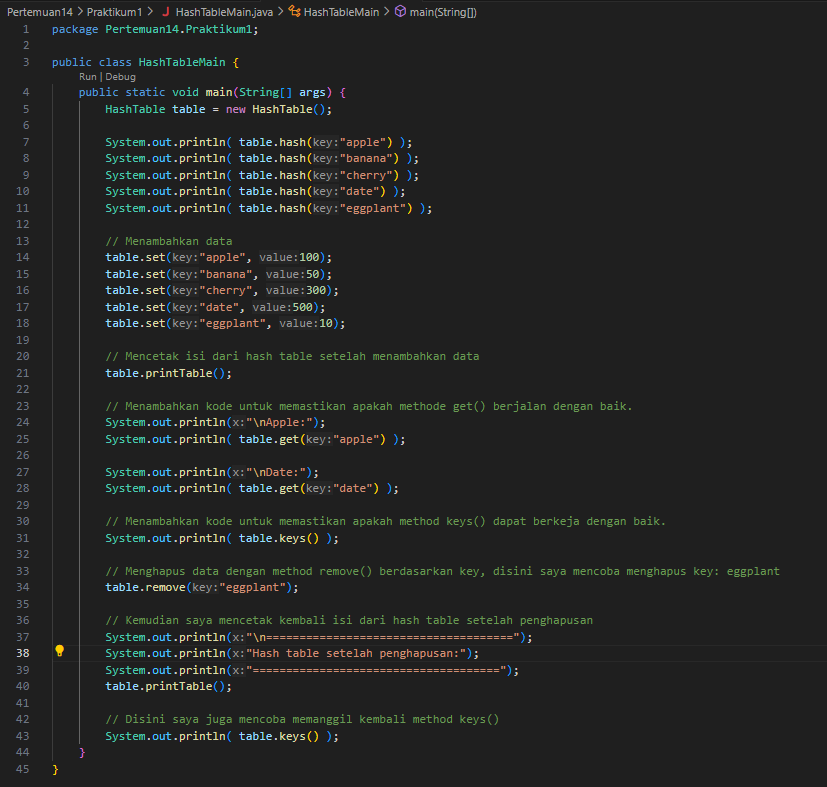 Pertemuan14 > Praktikum1 > J HashTableMain.java > HashTableMain > main(String[])
1 package Pertemuan14.Praktikum1;
2
3 public class HashTableMain {
Run | Debug
4 public static void main(String[] args) {
5 HashTable table = new HashTable();
6
7 System.out.println( table.hash(key:"apple") );
8 System.out.println( table.hash(key:"banana") );
9 System.out.println( table.hash(key:"cherry") );
10 System.out.println( table.hash(key:"date") );
11 System.out.println( table.hash(key:"eggplant") );
12
13 // Menambahkan data
14 table.set(key:"apple", value:100);
15 table.set(key:"banana", value:50);
16 table.set(key:"cherry", value:300);
17 table.set(key:"date", value:500);
18 table.set(key:"eggplant", value:10);
19
20 // Mencetak isi dari hash table setelah menambahkan data
21 table.printTable();
22
23 // Menambahkan kode untuk memastikan apakah methode get() berjalan dengan baik.
24 System.out.println(x:"\nApple:");
25 System.out.println( table.get(key:"apple") );
26
27 System.out.println(x:"\nDate:");
28 System.out.println( table.get(key:"date") );
29
30 // Menambahkan kode untuk memastikan apakah method keys() dapat berkeja dengan baik.
31 System.out.println( table.keys() );
32
33 // Menghapus data dengan method remove() berdasarkan key, disini saya mencoba menghapus key: eggplant
34 table.remove(key:"eggplant");
35
36 // Kemudian saya mencetak kembali isi dari hash table setelah penghapusan
37 System.out.println(x:"\n=====================================");
38 System.out.println(x:"Hash table setelah penghapusan:");
39 System.out.println(x:"=====================================");
40 table.printTable();
41
42 // Disini saya juga mencoba memanggil kembali method keys()
43 System.out.println( table.keys() );
44 }
45 }